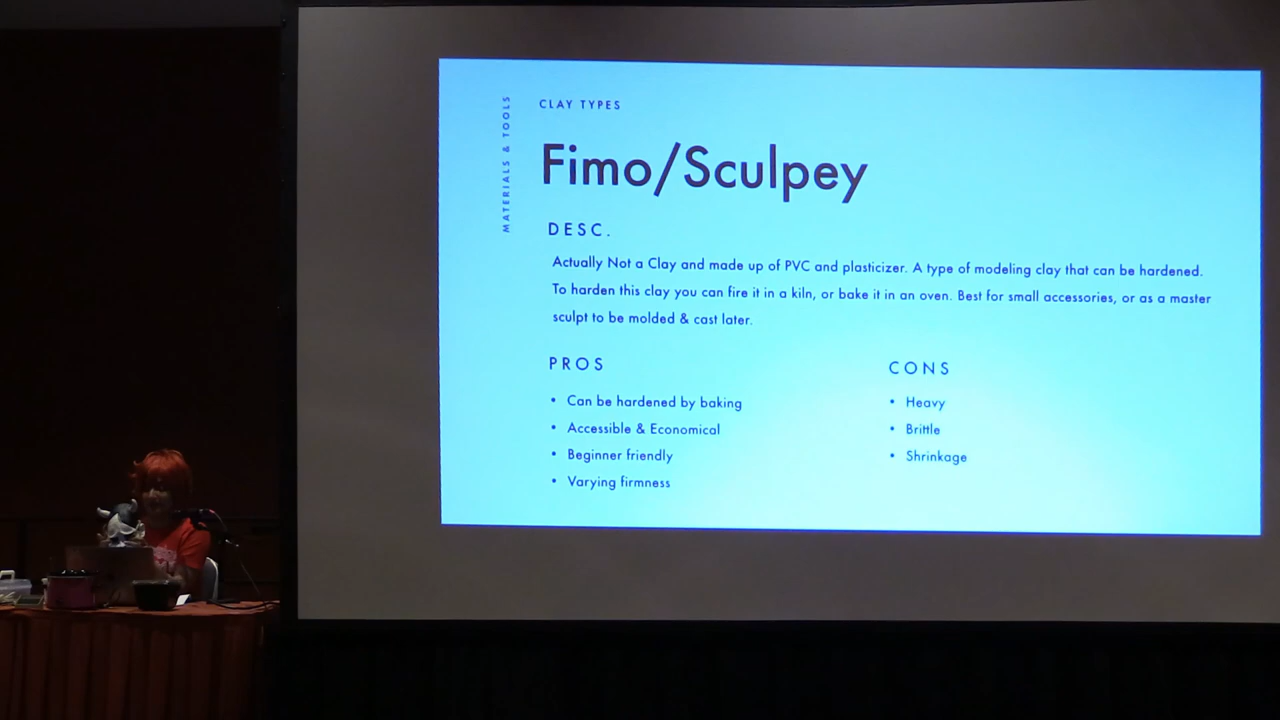 MATERIALS & TOOLS
CLAY TYPES
Fimo/Sculpey
DESC.
Actually Not a Clay and made up of PVC and plasticizer. A type of modeling clay that can be hardened.
To harden this clay you can fire it in a kiln, or bake it in an oven. Best for small accessories, or as a master
sculpt to be molded & cast later.
PROS
• Can be hardened by baking
• Accessible & Economical
• Beginner friendly
• Varying firmness
CONS
• Heavy
• Brittle
• Shrinkage